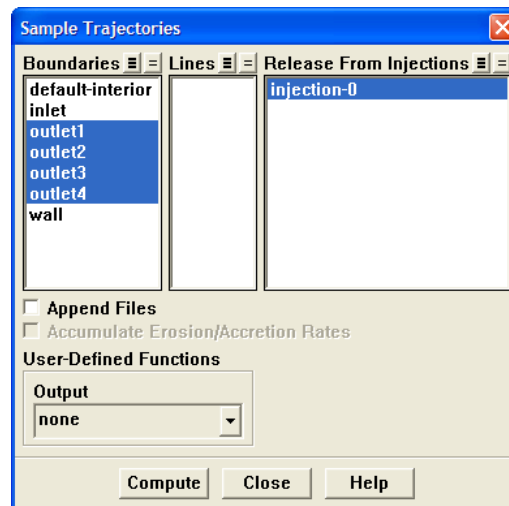 Sample Trajectories
Boundaries Lines Release From Injections
default-interior
inlet
outlet1
outlet2
outlet3
outlet4
wall
injection-0
Append Files
Accumulate Erosion/Accretion Rates
User-Defined Functions
Output
none
Compute Close Help